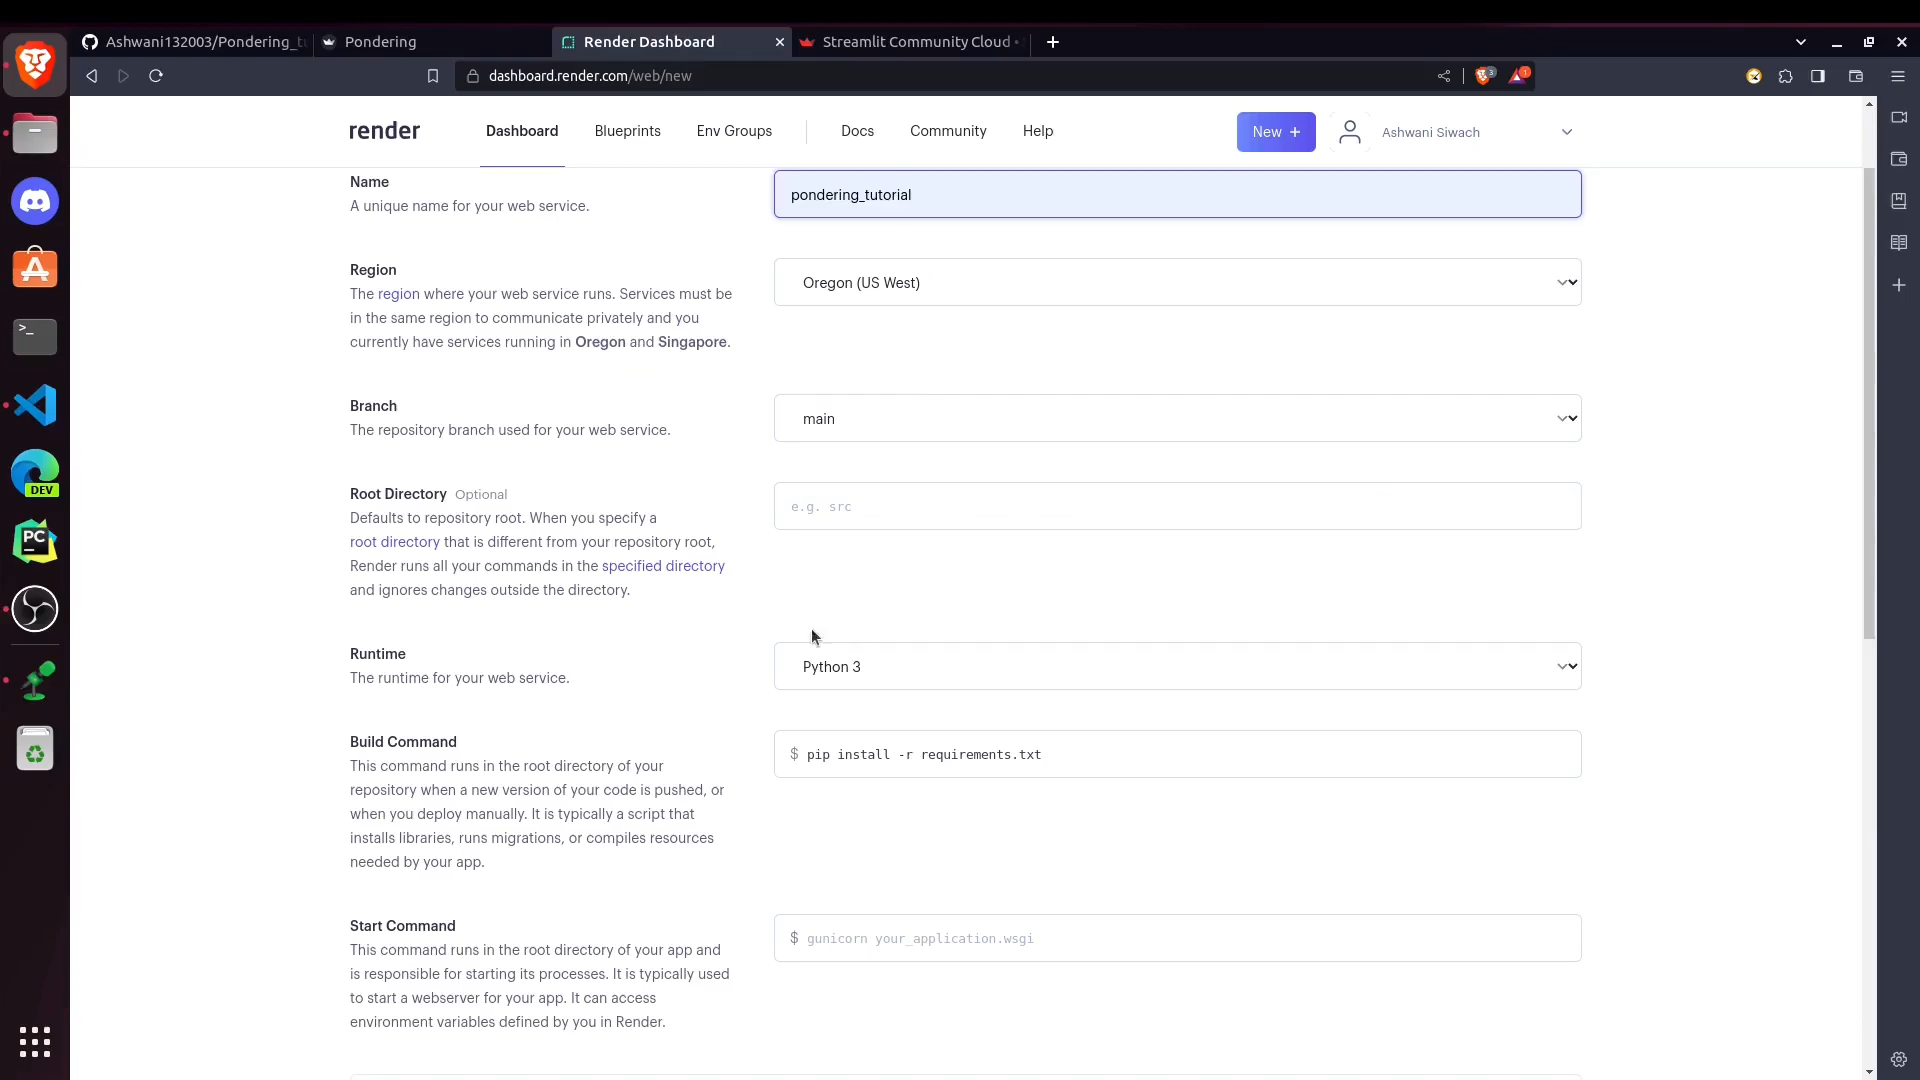 Ashwani132003/Pondering_tu
Pondering
Render Dashboard
Streamlit Community Cloud •
dashboard.render.com/web/new
3
1
render
Dashboard
Blueprints
Env Groups
Docs
Community
Help
New +
Ashwani Siwach
Name
A unique name for your web service.
pondering_tutorial
Region
The region where your web service runs. Services must be
in the same region to communicate privately and you
currently have services running in Oregon and Singapore.
Oregon (US West)
Branch
The repository branch used for your web service.
main
Root Directory Optional
Defaults to repository root. When you specify a
root directory that is different from your repository root,
Render runs all your commands in the specified directory
and ignores changes outside the directory.
e.g. src
Runtime
The runtime for your web service.
Python 3
Build Command
This command runs in the root directory of your
repository when a new version of your code is pushed, or
when you deploy manually. It is typically a script that
installs libraries, runs migrations, or compiles resources
needed by your app.
$ pip install -r requirements.txt
Start Command
This command runs in the root directory of your app and
is responsible for starting its processes. It is typically used
to start a webserver for your app. It can access
environment variables defined by you in Render.
$ gunicorn your_application.wsgi
>_
DEV
PC